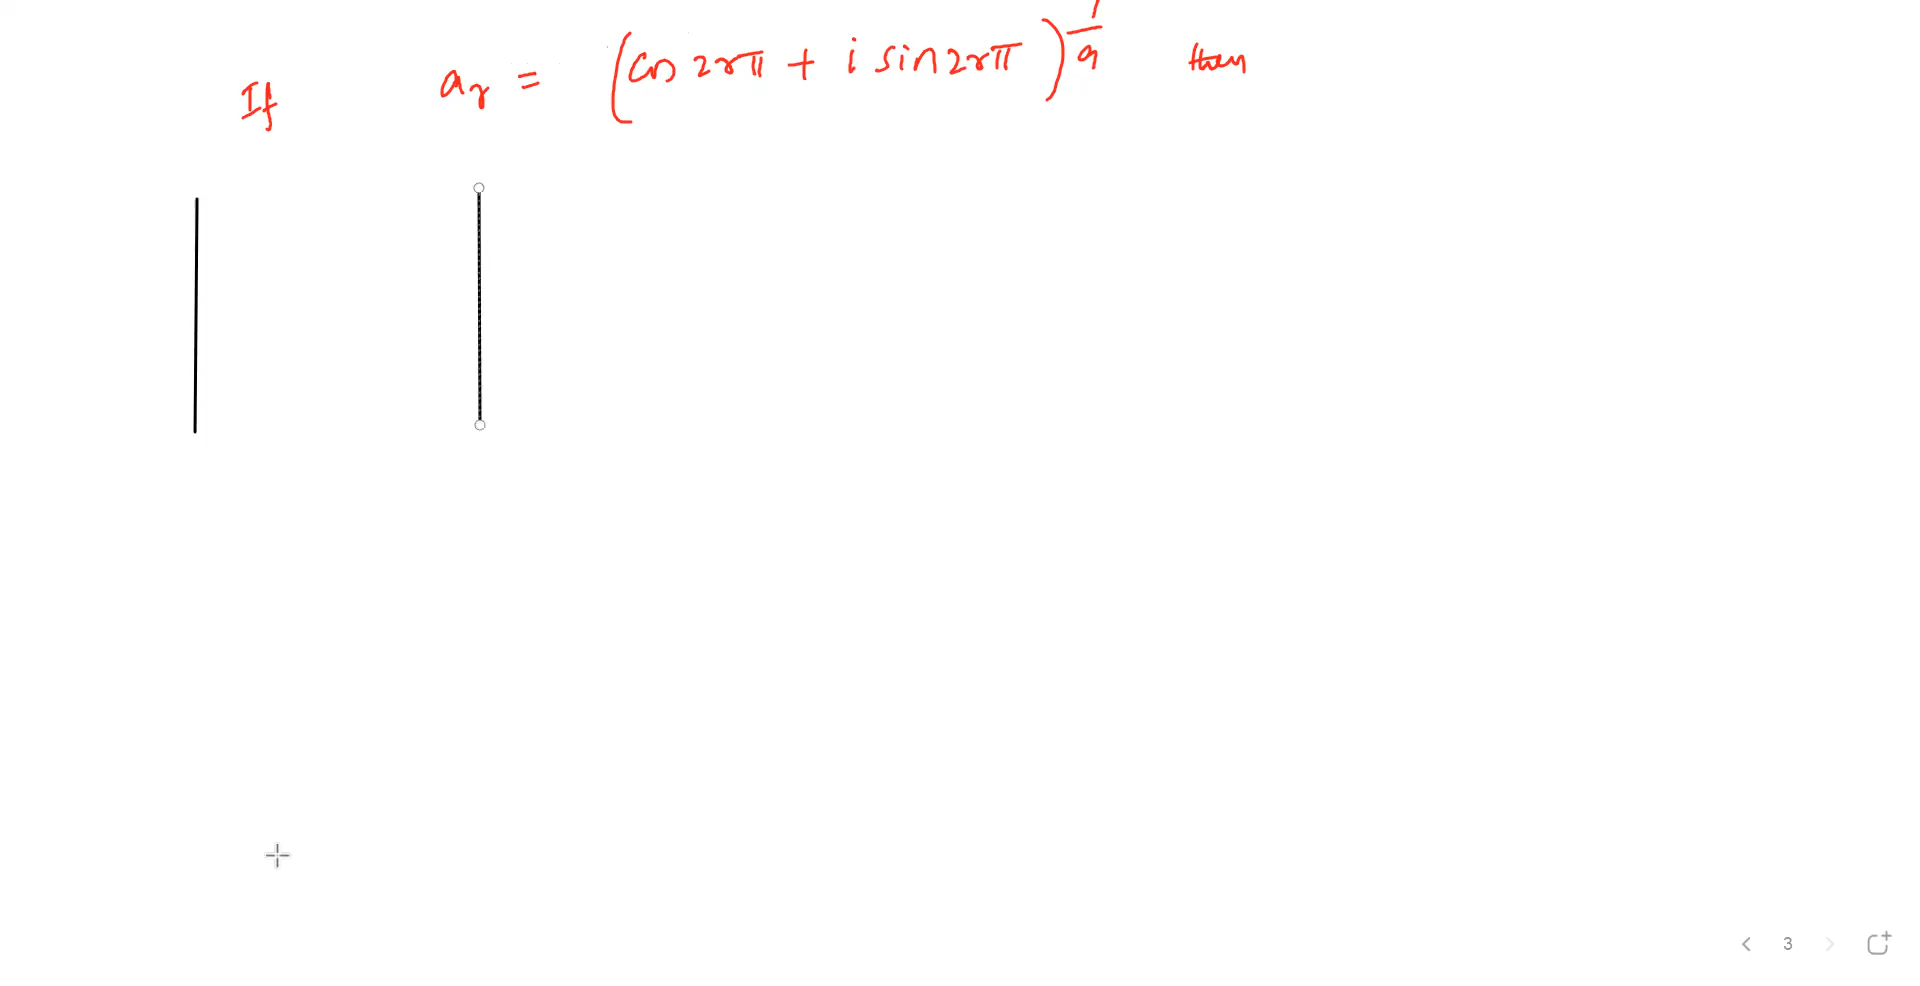 If a_r = (cos 2rπ + i sin 2rπ)^{1/9} then
3